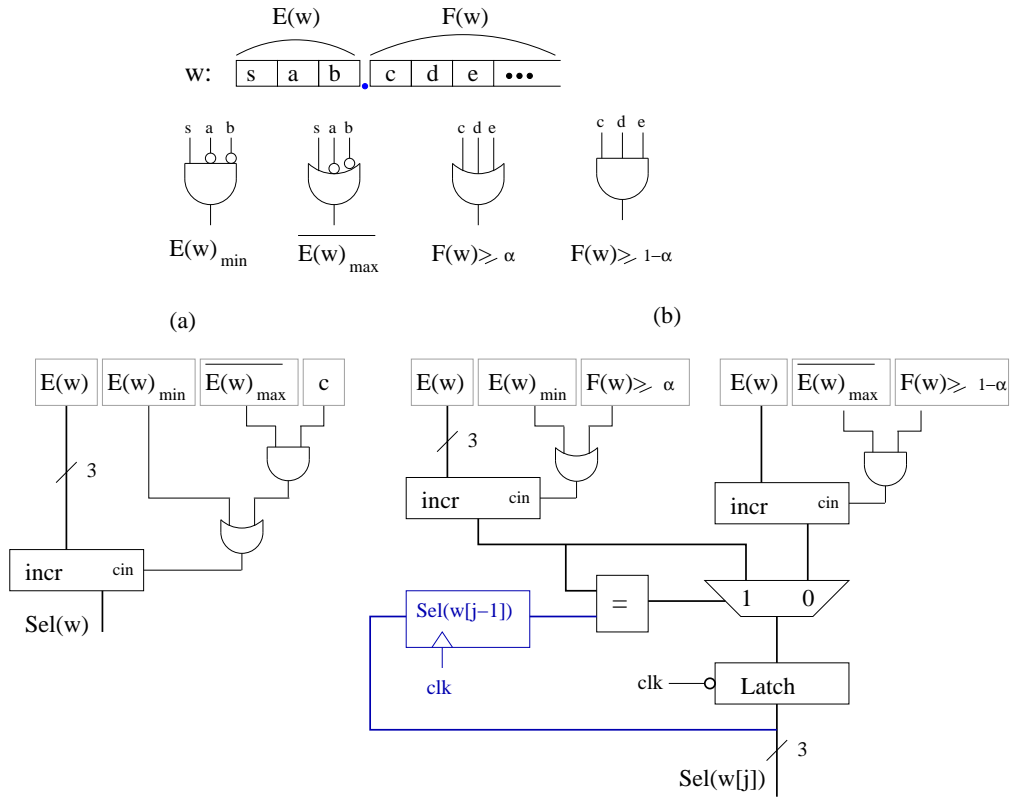 E(w) F(w)
w: s a b . c d e •••
s a b s a b c d e c d e
E(w)min E(w)max F(w)⩾ α F(w)⩾ 1−α
(a) (b)
E(w) E(w)min E(w)max c E(w) E(w)min F(w)⩾ α E(w) E(w)max F(w)⩾ 1−α
3 3
incr cin incr cin
incr cin 1 0
Sel(w) Sel(w[j−1]) =
clk clk Latch
3
Sel(w[j])